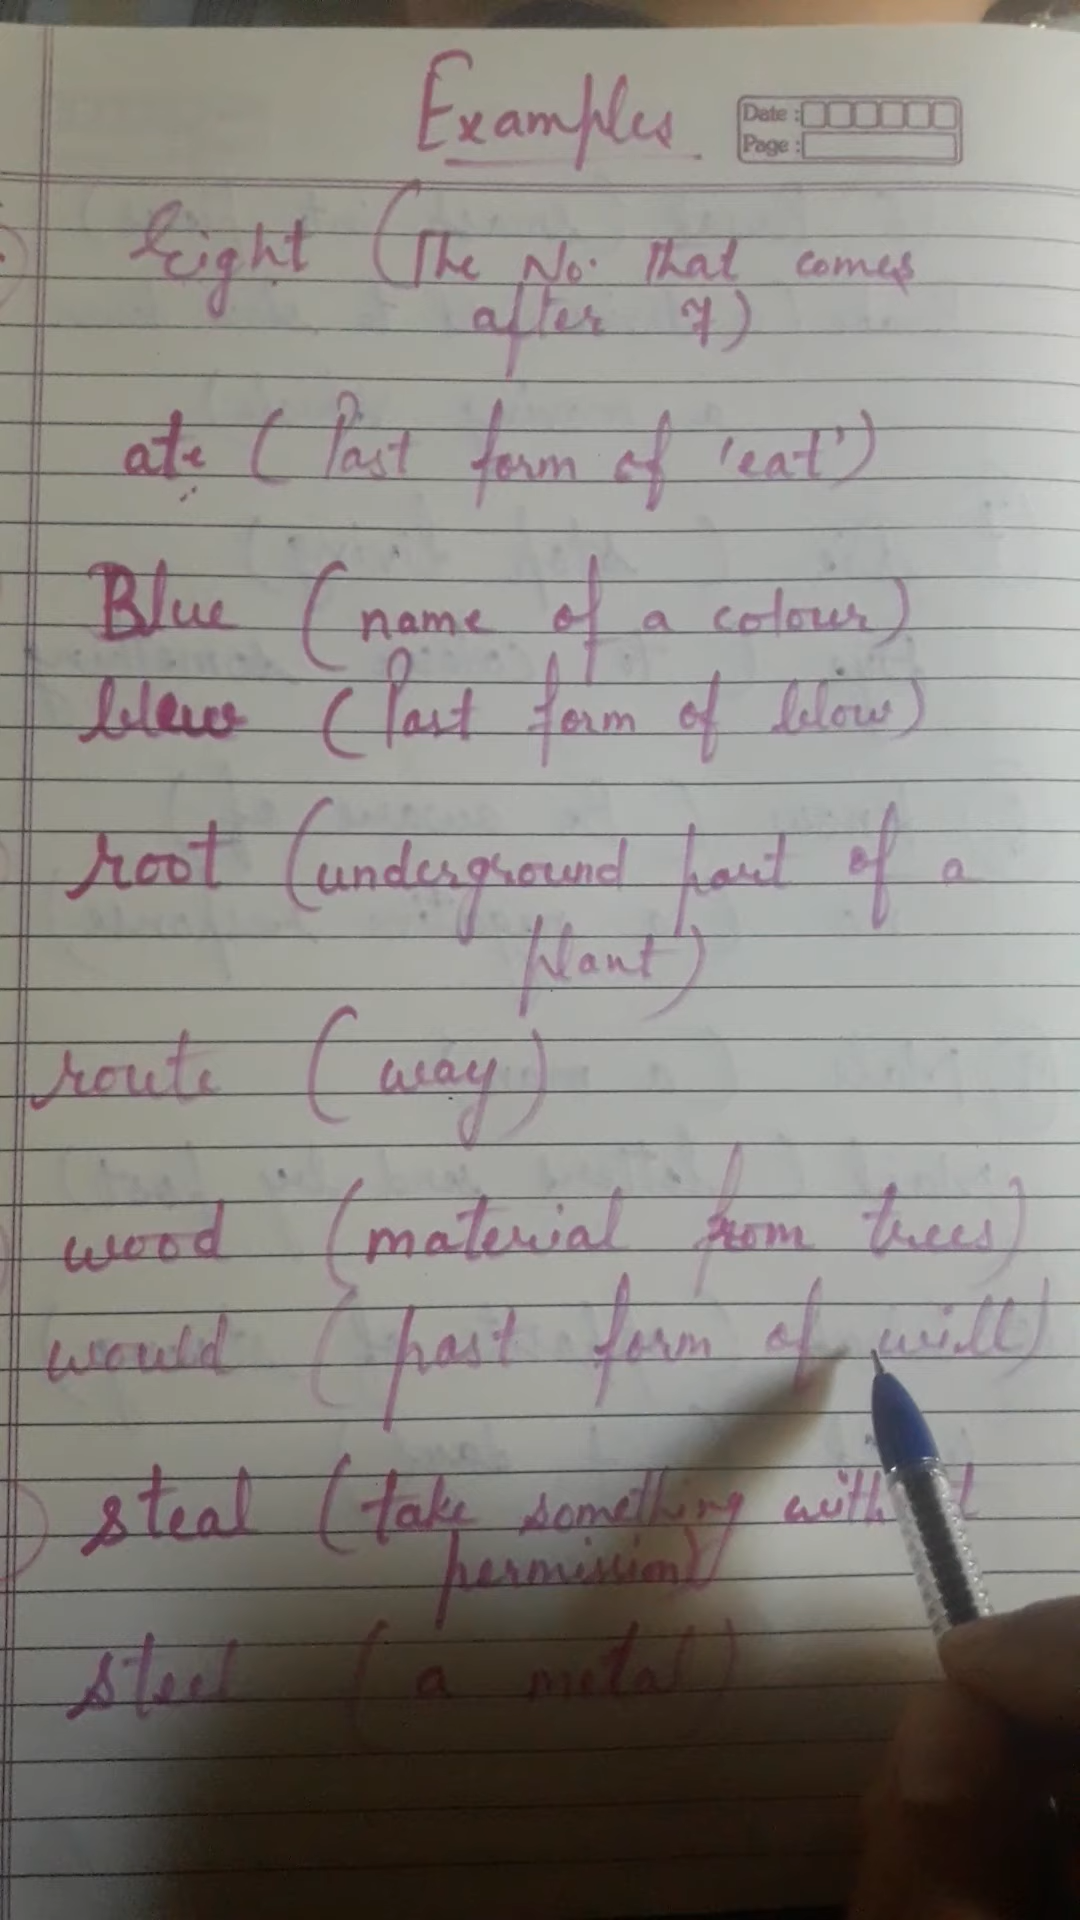 Examples
Date :
Page :
Eight (The No. that comes
after 7)
ate (Past form of 'eat')
Blue (name of a colour)
blew (Past form of blow)
root (underground part of a
plant)
route (way)
wood (material from trees)
would (past form of will)
steal (take something
permission)
steel (a metal)